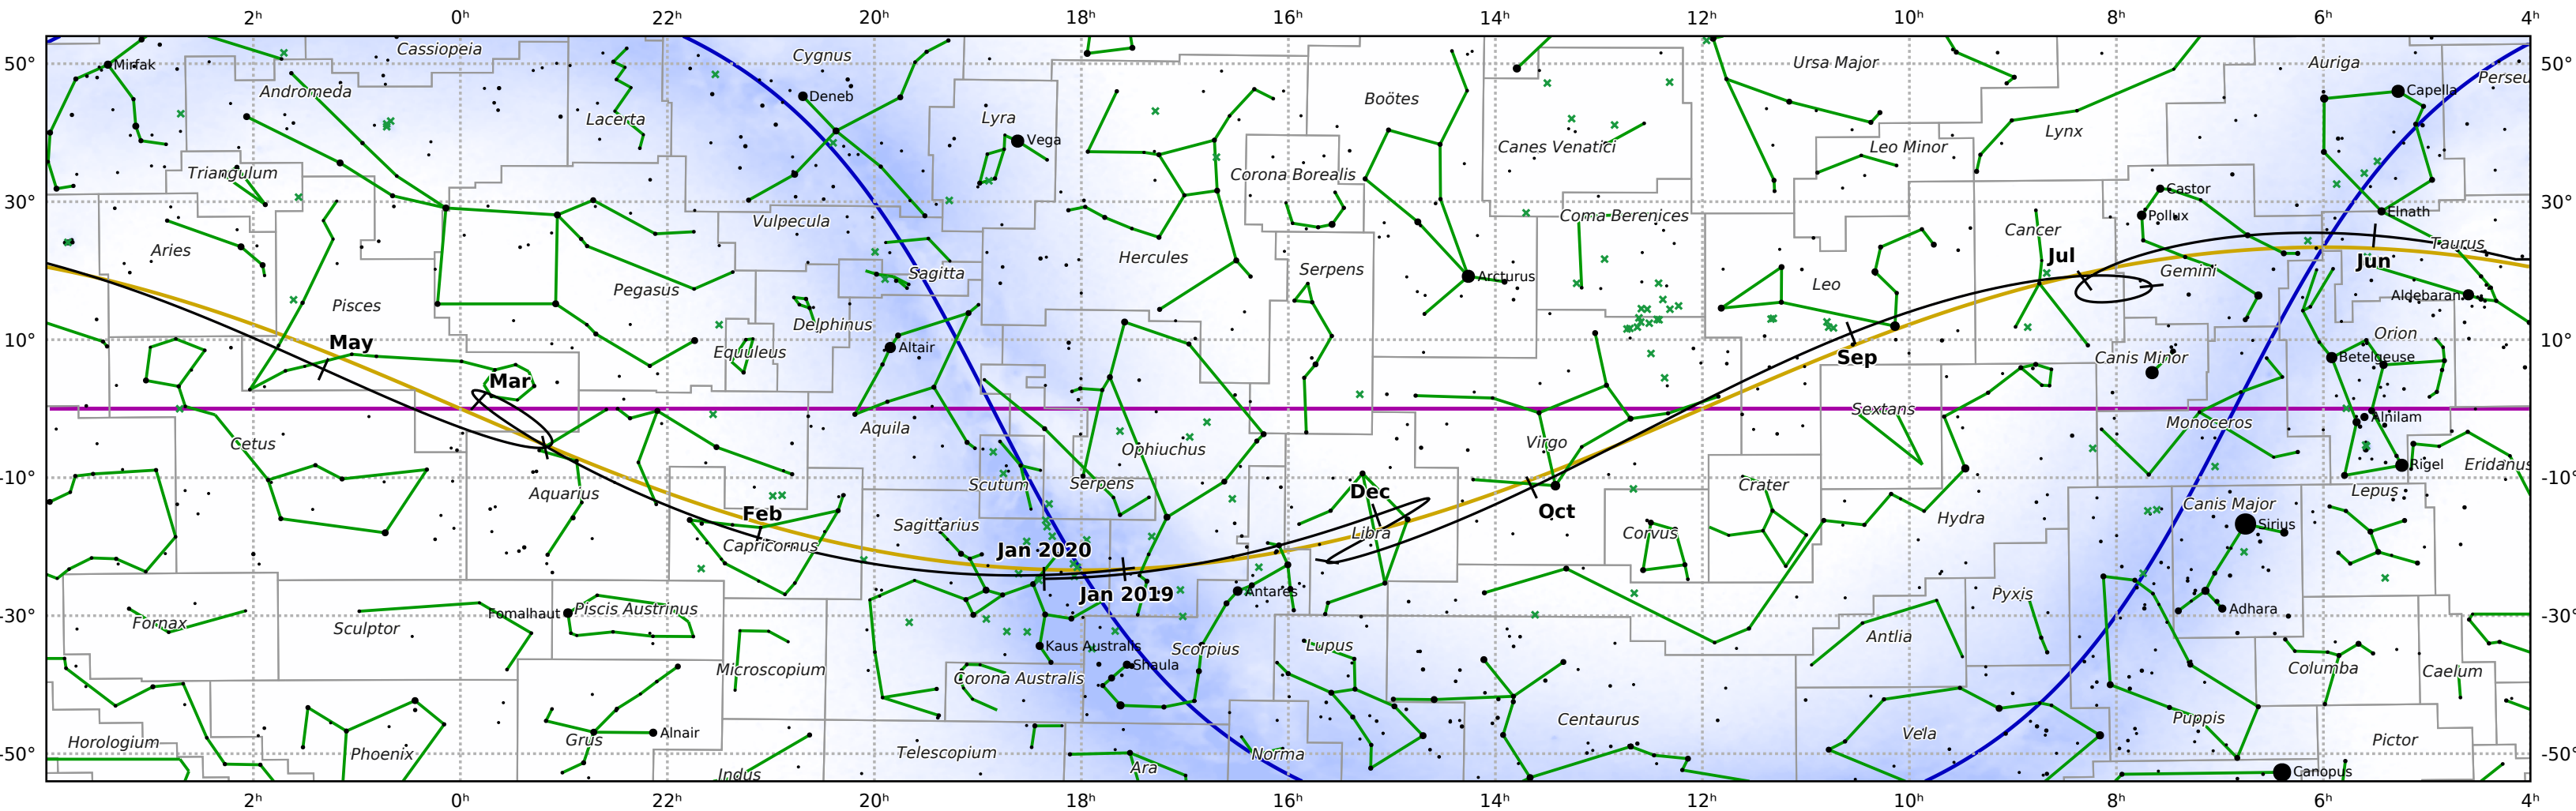 2ʰ 0ʰ 22ʰ 20ʰ 18ʰ 16ʰ 14ʰ 12ʰ 10ʰ 8ʰ 6ʰ 4ʰ
Cassiopeia Cygnus Ursa Major Auriga
50° Mirfak 50°
Perseu
Andromeda Deneb Boötes Capella
Lacerta Lyra
Vega Canes Venatici Leo Minor Lynx
Triangulum Corona Borealis Castor
30° 30°
Vulpecula Coma Berenices Pollux Elnath
Aries Cancer Taurus
Hercules Serpens Jul Jun
Sagitta Arcturus Gemini
Pisces Pegasus Leo Aldebaran
Delphinus Orion
10° May Equuleus Altair Sep Canis Minor Betelgeuse 10°
Mar
Sextans Alnilam
Cetus Aquila Virgo Monoceros
Ophiuchus
-10° Aquarius Scutum Serpens Dec Crater Rigel Eridanus -10°
Lepus
Feb Sagittarius Oct Hydra Canis Major
Capricornus Libra Corvus Sirius
Jan 2020
Jan 2019 Antares Pyxis
-30° Fornax Sculptor Fomalhaut Piscis Austrinus Adhara -30°
Antlia
Kaus Australis Scorpius Lupus
Microscopium Corona Australis Shaula Columba Caelum
Horologium Phoenix Grus Alnair Telescopium Centaurus Vela Puppis Pictor
-50° Norma -50°
Indus Ara Canopus
2ʰ 0ʰ 22ʰ 20ʰ 18ʰ 16ʰ 14ʰ 12ʰ 10ʰ 8ʰ 6ʰ 4ʰ